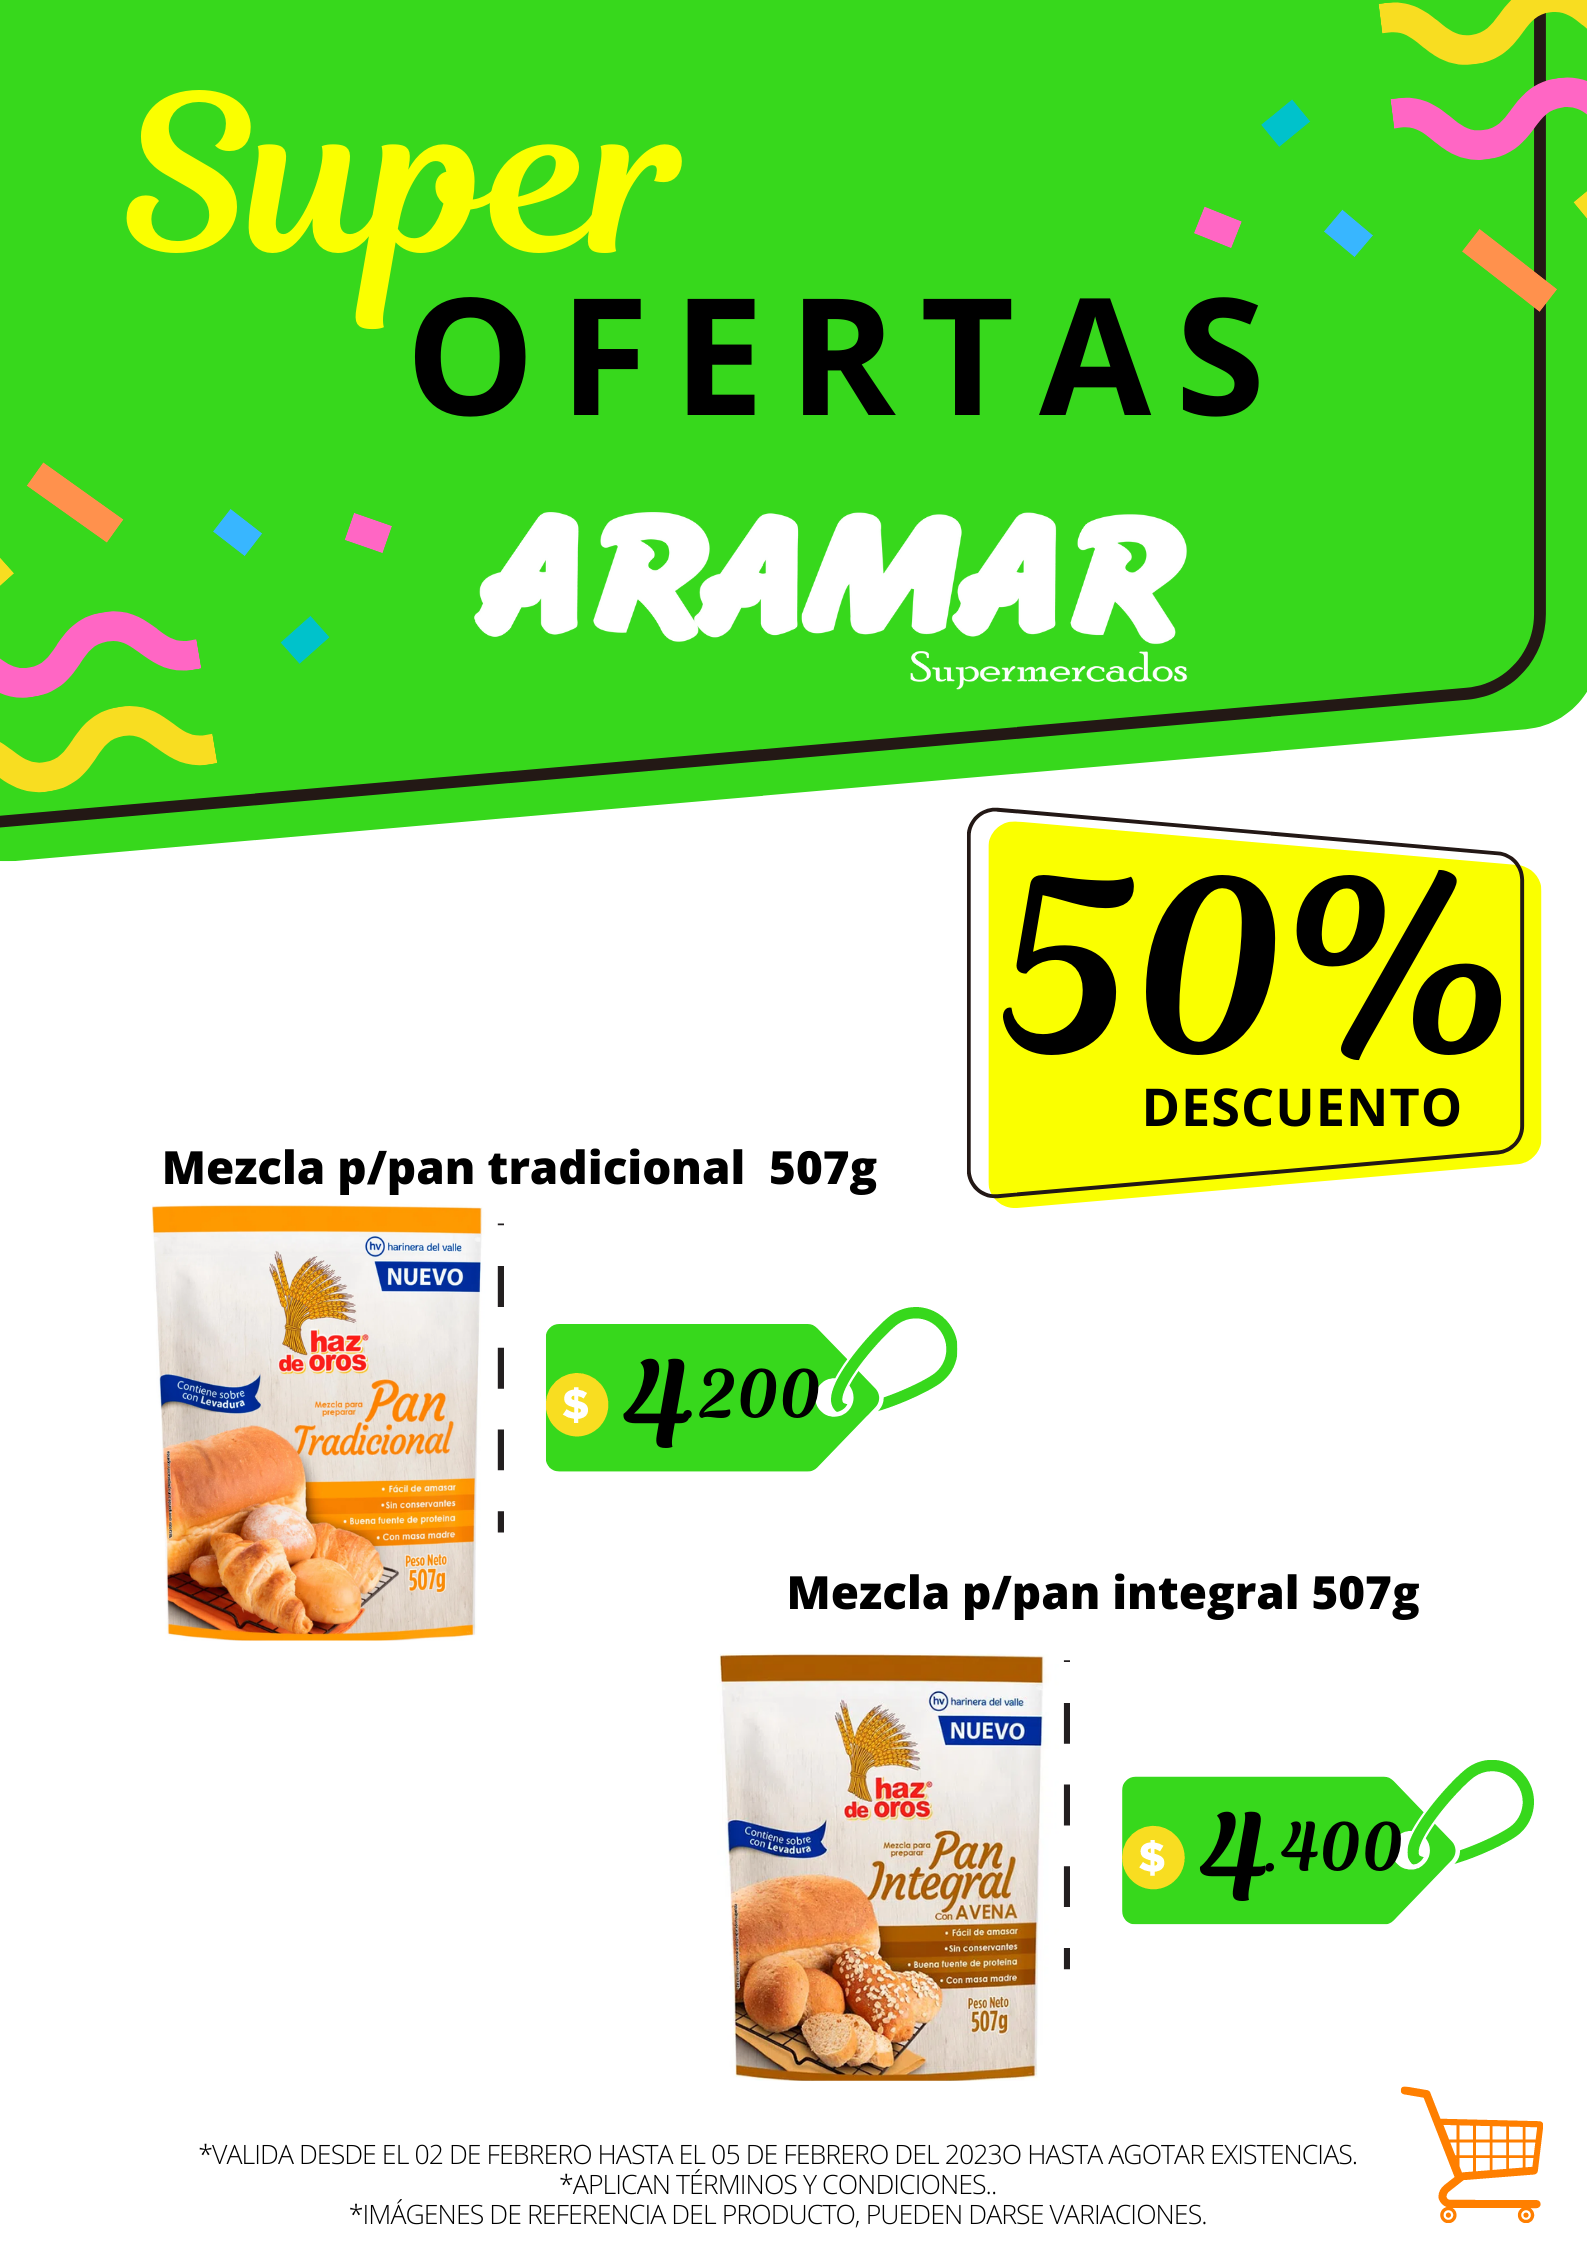 Super
OFERTAS
ARAMAR
Supermercados
50%
DESCUENTO
Mezcla p/pan tradicional 507g
hv harinera del valle
NUEVO
haz
de oros
Contiene sobre
con Levadura
Mezcla para
preparar
Pan
Tradicional
• Fácil de amasar
• Sin conservantes
• Buena fuente de proteína
• Con masa madre
Peso Neto
507g
$ 4200
Mezcla p/pan integral 507g
hv harinera del valle
NUEVO
haz
de oros
Contiene sobre
con Levadura
Mezcla para
preparar
Pan
Integral
Con AVENA
• Fácil de amasar
• Sin conservantes
• Buena fuente de proteína
• Con masa madre
Peso Neto
507g
$ 4.400
*VALIDA DESDE EL 02 DE FEBRERO HASTA EL 05 DE FEBRERO DEL 2023O HASTA AGOTAR EXISTENCIAS.
*APLICAN TÉRMINOS Y CONDICIONES..
*IMÁGENES DE REFERENCIA DEL PRODUCTO, PUEDEN DARSE VARIACIONES.